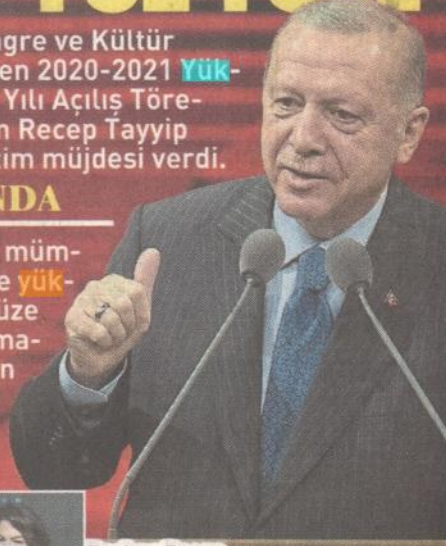 ngre ve Kültür
en 2020-2021 Yük-
Yılı Açılış Töre-
n Recep Tayyip
tim müjdesi verdi.
NDA
müm-
e yük-
üze
ma-
n